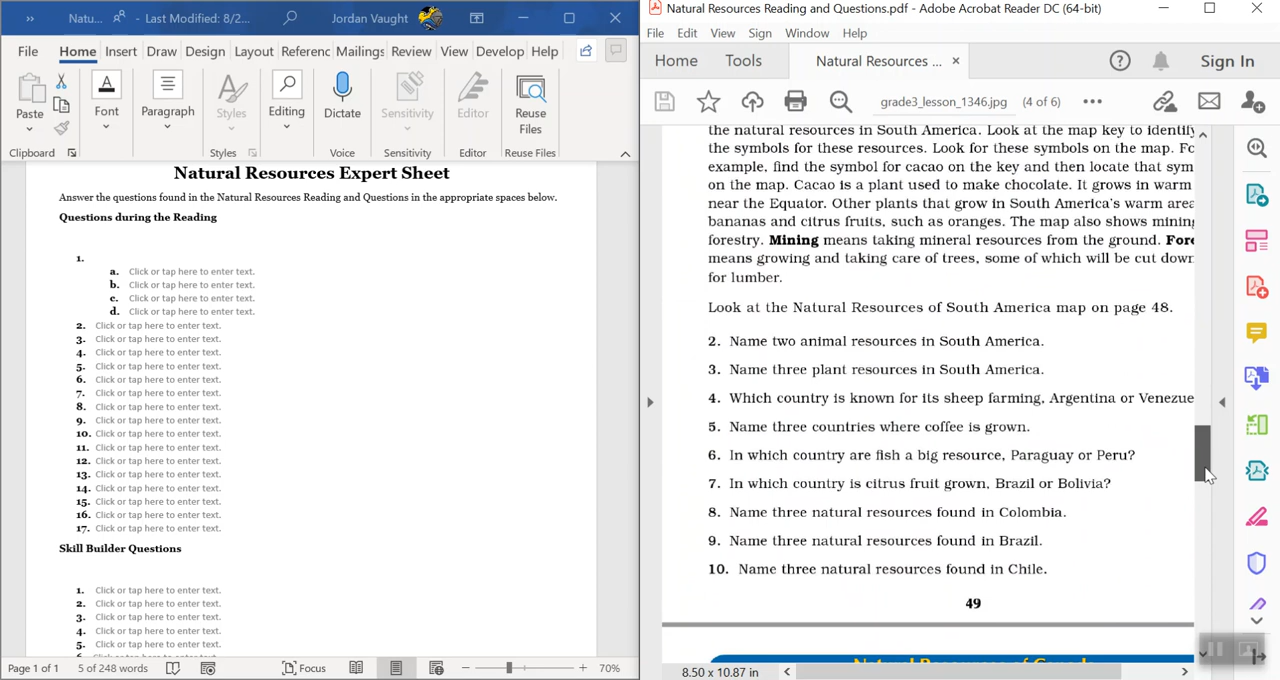 Natu... - Last Modified: 8/2... Jordan Vaught
File Home Insert Draw Design Layout Referenc Mailings Review View Develop Help
Paste Font Paragraph Styles Editing Dictate Sensitivity Editor Reuse Files
Clipboard Styles Voice Sensitivity Editor Reuse Files
Natural Resources Expert Sheet
Answer the questions found in the Natural Resources Reading and Questions in the appropriate spaces below.
Questions during the Reading
1.
a. Click or tap here to enter text.
b. Click or tap here to enter text.
c. Click or tap here to enter text.
d. Click or tap here to enter text.
2. Click or tap here to enter text.
3. Click or tap here to enter text.
4. Click or tap here to enter text.
5. Click or tap here to enter text.
6. Click or tap here to enter text.
7. Click or tap here to enter text.
8. Click or tap here to enter text.
9. Click or tap here to enter text.
10. Click or tap here to enter text.
11. Click or tap here to enter text.
12. Click or tap here to enter text.
13. Click or tap here to enter text.
14. Click or tap here to enter text.
15. Click or tap here to enter text.
16. Click or tap here to enter text.
17. Click or tap here to enter text.
Skill Builder Questions
1. Click or tap here to enter text.
2. Click or tap here to enter text.
3. Click or tap here to enter text.
4. Click or tap here to enter text.
5. Click or tap here to enter text.
Page 1 of 1 5 of 248 words Focus 70%
Natural Resources Reading and Questions.pdf - Adobe Acrobat Reader DC (64-bit)
File Edit View Sign Window Help
Home Tools Natural Resources ... Sign In
grade3_lesson_1346.jpg (4 of 6)
the natural resources in South America. Look at the map key to identify
the symbols for these resources. Look for these symbols on the map. Fo
example, find the symbol for cacao on the key and then locate that sym
on the map. Cacao is a plant used to make chocolate. It grows in warm
near the Equator. Other plants that grow in South America's warm area
bananas and citrus fruits, such as oranges. The map also shows mining
forestry. Mining means taking mineral resources from the ground. Fore
means growing and taking care of trees, some of which will be cut down
for lumber.
Look at the Natural Resources of South America map on page 48.
2. Name two animal resources in South America.
3. Name three plant resources in South America.
4. Which country is known for its sheep farming, Argentina or Venezue
5. Name three countries where coffee is grown.
6. In which country are fish a big resource, Paraguay or Peru?
7. In which country is citrus fruit grown, Brazil or Bolivia?
8. Name three natural resources found in Colombia.
9. Name three natural resources found in Brazil.
10. Name three natural resources found in Chile.
49
Natural Resources of Canada
8.50 x 10.87 in